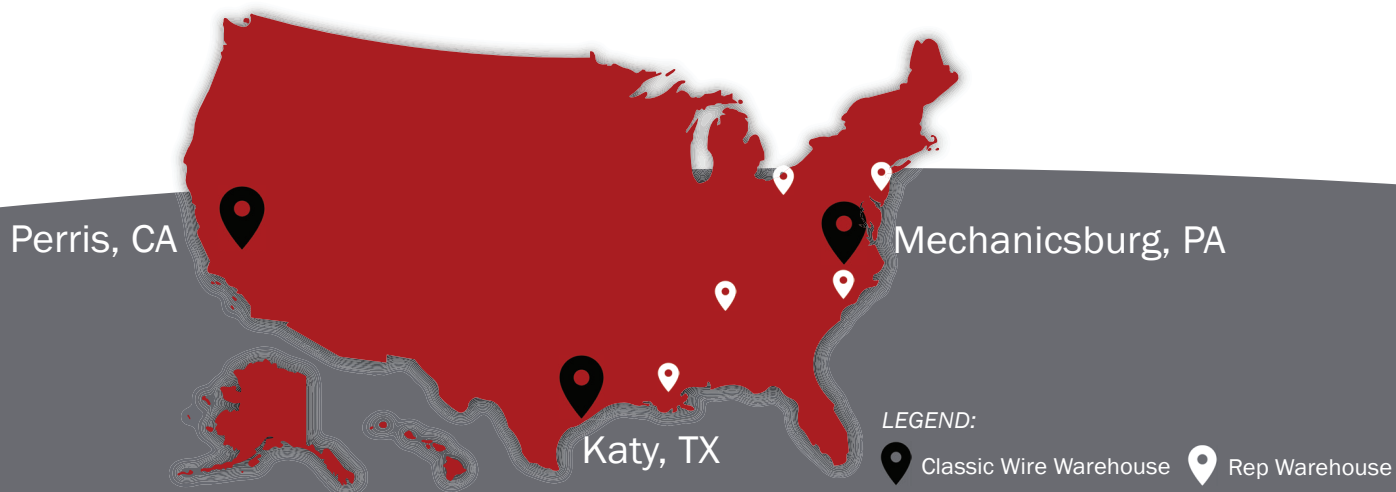 Perris, CA
Mechanicsburg, PA
Katy, TX
LEGEND:
Classic Wire Warehouse
Rep Warehouse